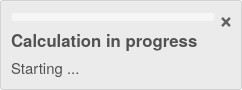 ×
Calculation in progress
Starting ...